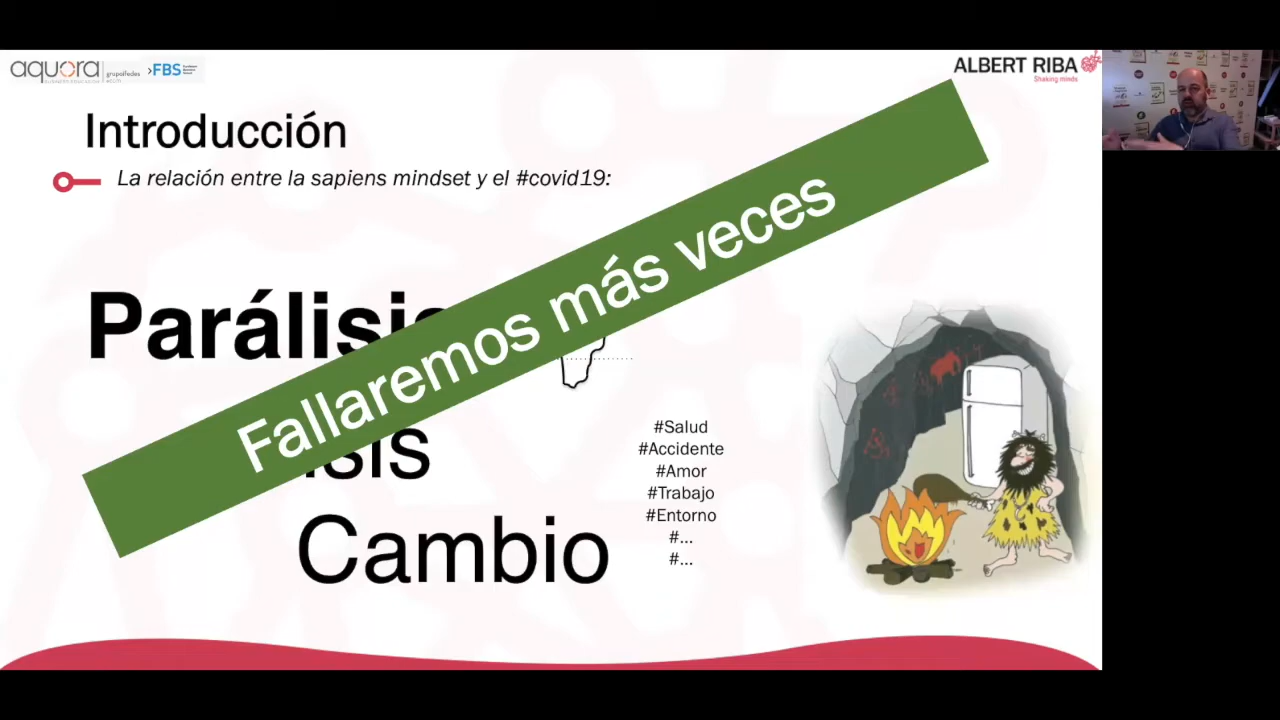 aquora
grupoifedes
FBS
ALBERT RIBA
Shaking minds
Introducción
La relación entre la sapiens mindset y el #covid19:
Parálisis
Fallaremos más veces
isis
Cambio
#Salud
#Accidente
#Amor
#Trabajo
#Entorno
#...
#...